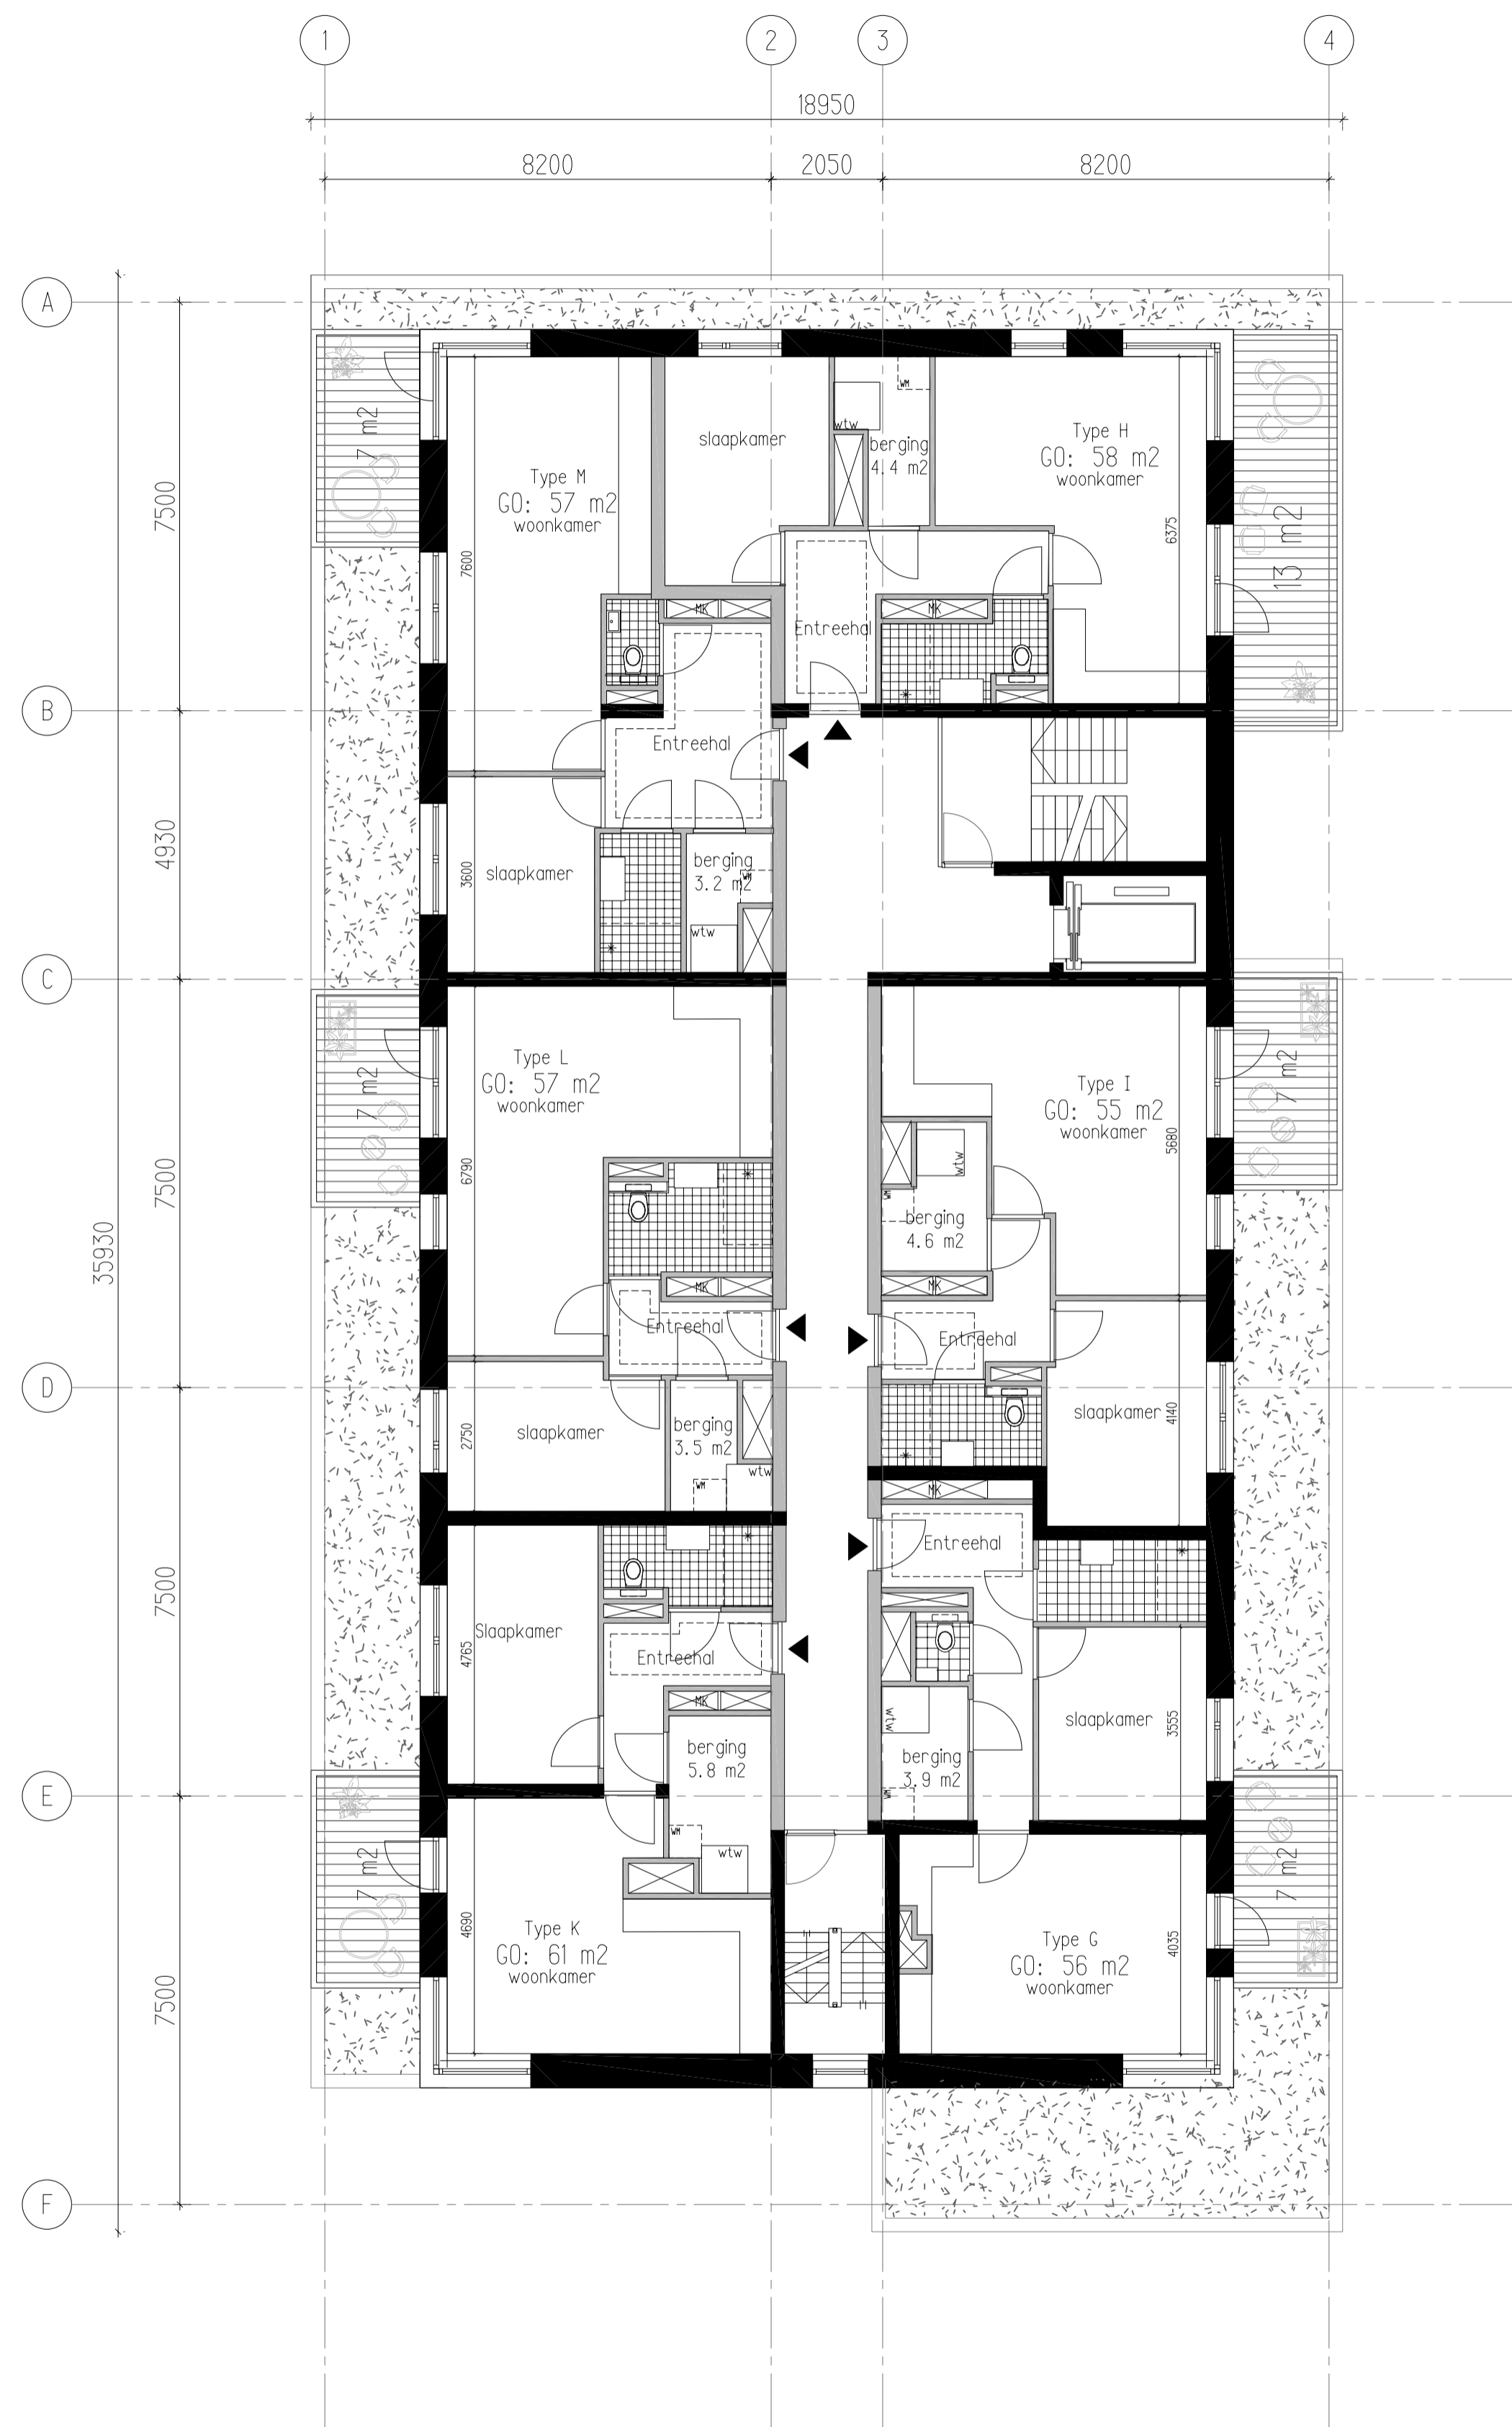 1
2
3
4
18950
8200
2050
8200
A
7 m2
Type M
GO: 57 m2
woonkamer
7600
slaapkamer
WM
wtw
berging
4.4 m2
Type H
GO: 58 m2
woonkamer
6375
13 m2
7500
MK
Entreehal
MK
B
Entreehal
4930
slaapkamer
3600
berging
3.2 m2
WM
wtw
C
7 m2
Type L
GO: 57 m2
woonkamer
6790
Type I
GO: 55 m2
woonkamer
5680
7 m2
wtw
WM
berging
4.6 m2
7500
35930
MK
Entreehal
MK
Entreehal
D
slaapkamer
2750
berging
3.5 m2
wtw
WM
slaapkamer
4140
MK
Entreehal
7500
Slaapkamer
4765
Entreehal
MK
berging
5.8 m2
WM
wtw
wtw
berging
3.9 m2
WM
slaapkamer
3555
E
7 m2
Type K
GO: 61 m2
woonkamer
4690
Type G
GO: 56 m2
woonkamer
4035
7 m2
7500
F